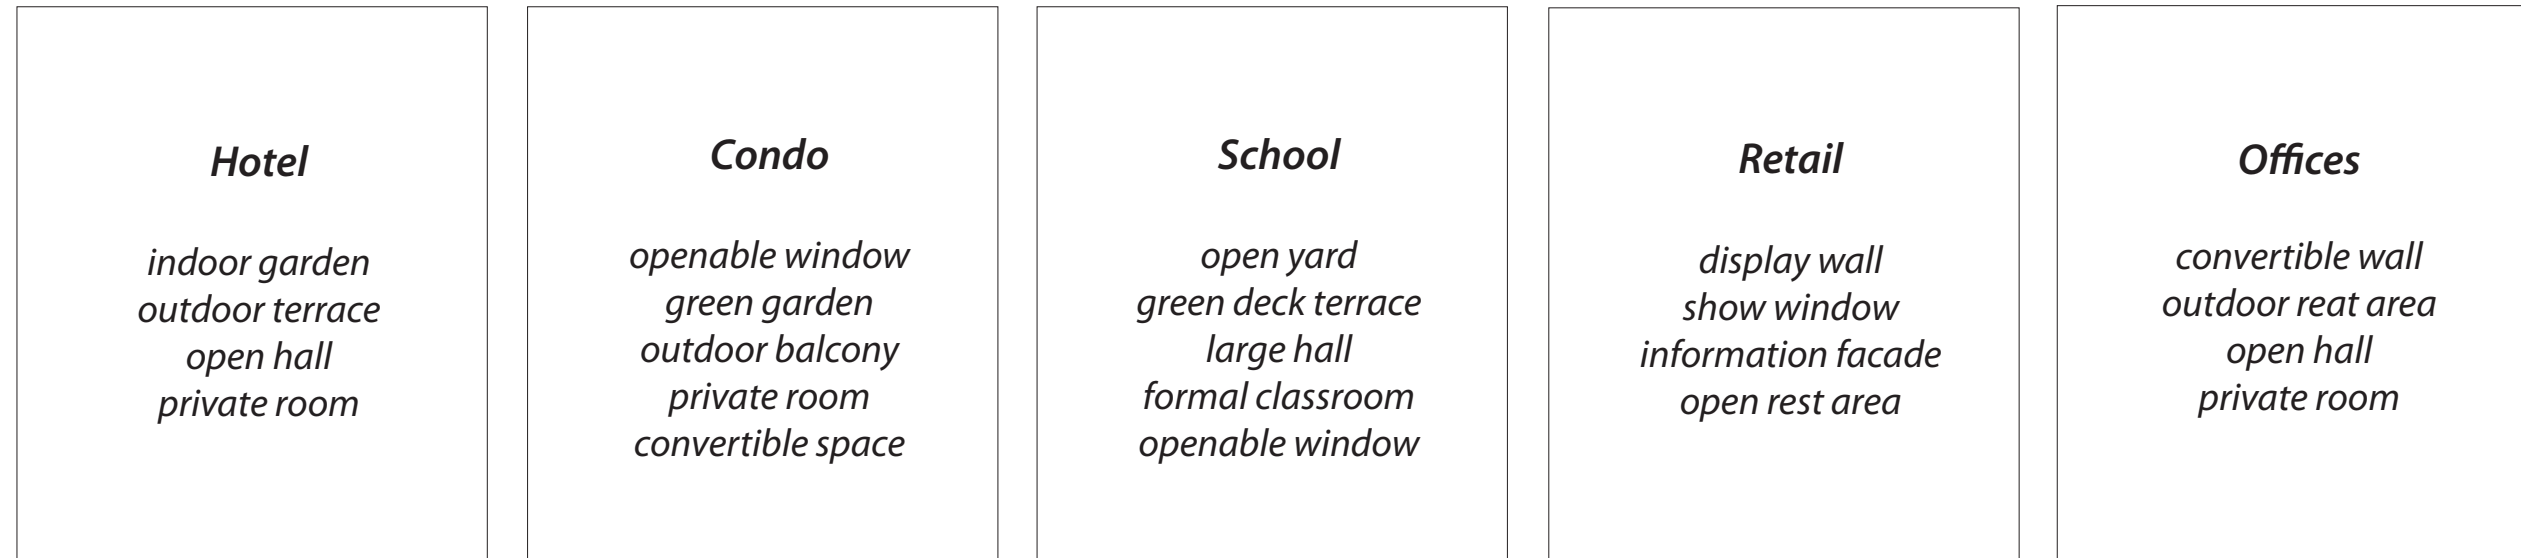 Hotel
indoor garden
outdoor terrace
open hall
private room
Condo
openable window
green garden
outdoor balcony
private room
convertible space
School
open yard
green deck terrace
large hall
formal classroom
openable window
Retail
display wall
show window
information facade
open rest area
Offices
convertible wall
outdoor reat area
open hall
private room